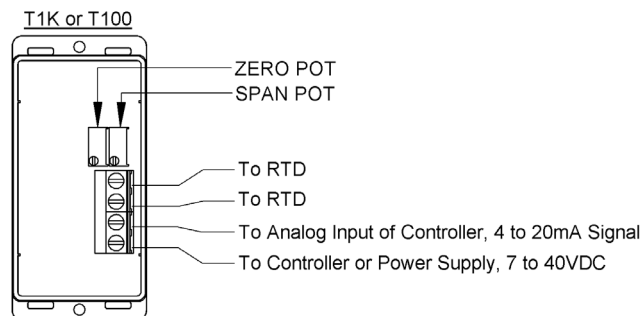 T1K or T100
ZERO POT
SPAN POT
To RTD
To RTD
To Analog Input of Controller, 4 to 20mA Signal
To Controller or Power Supply, 7 to 40VDC